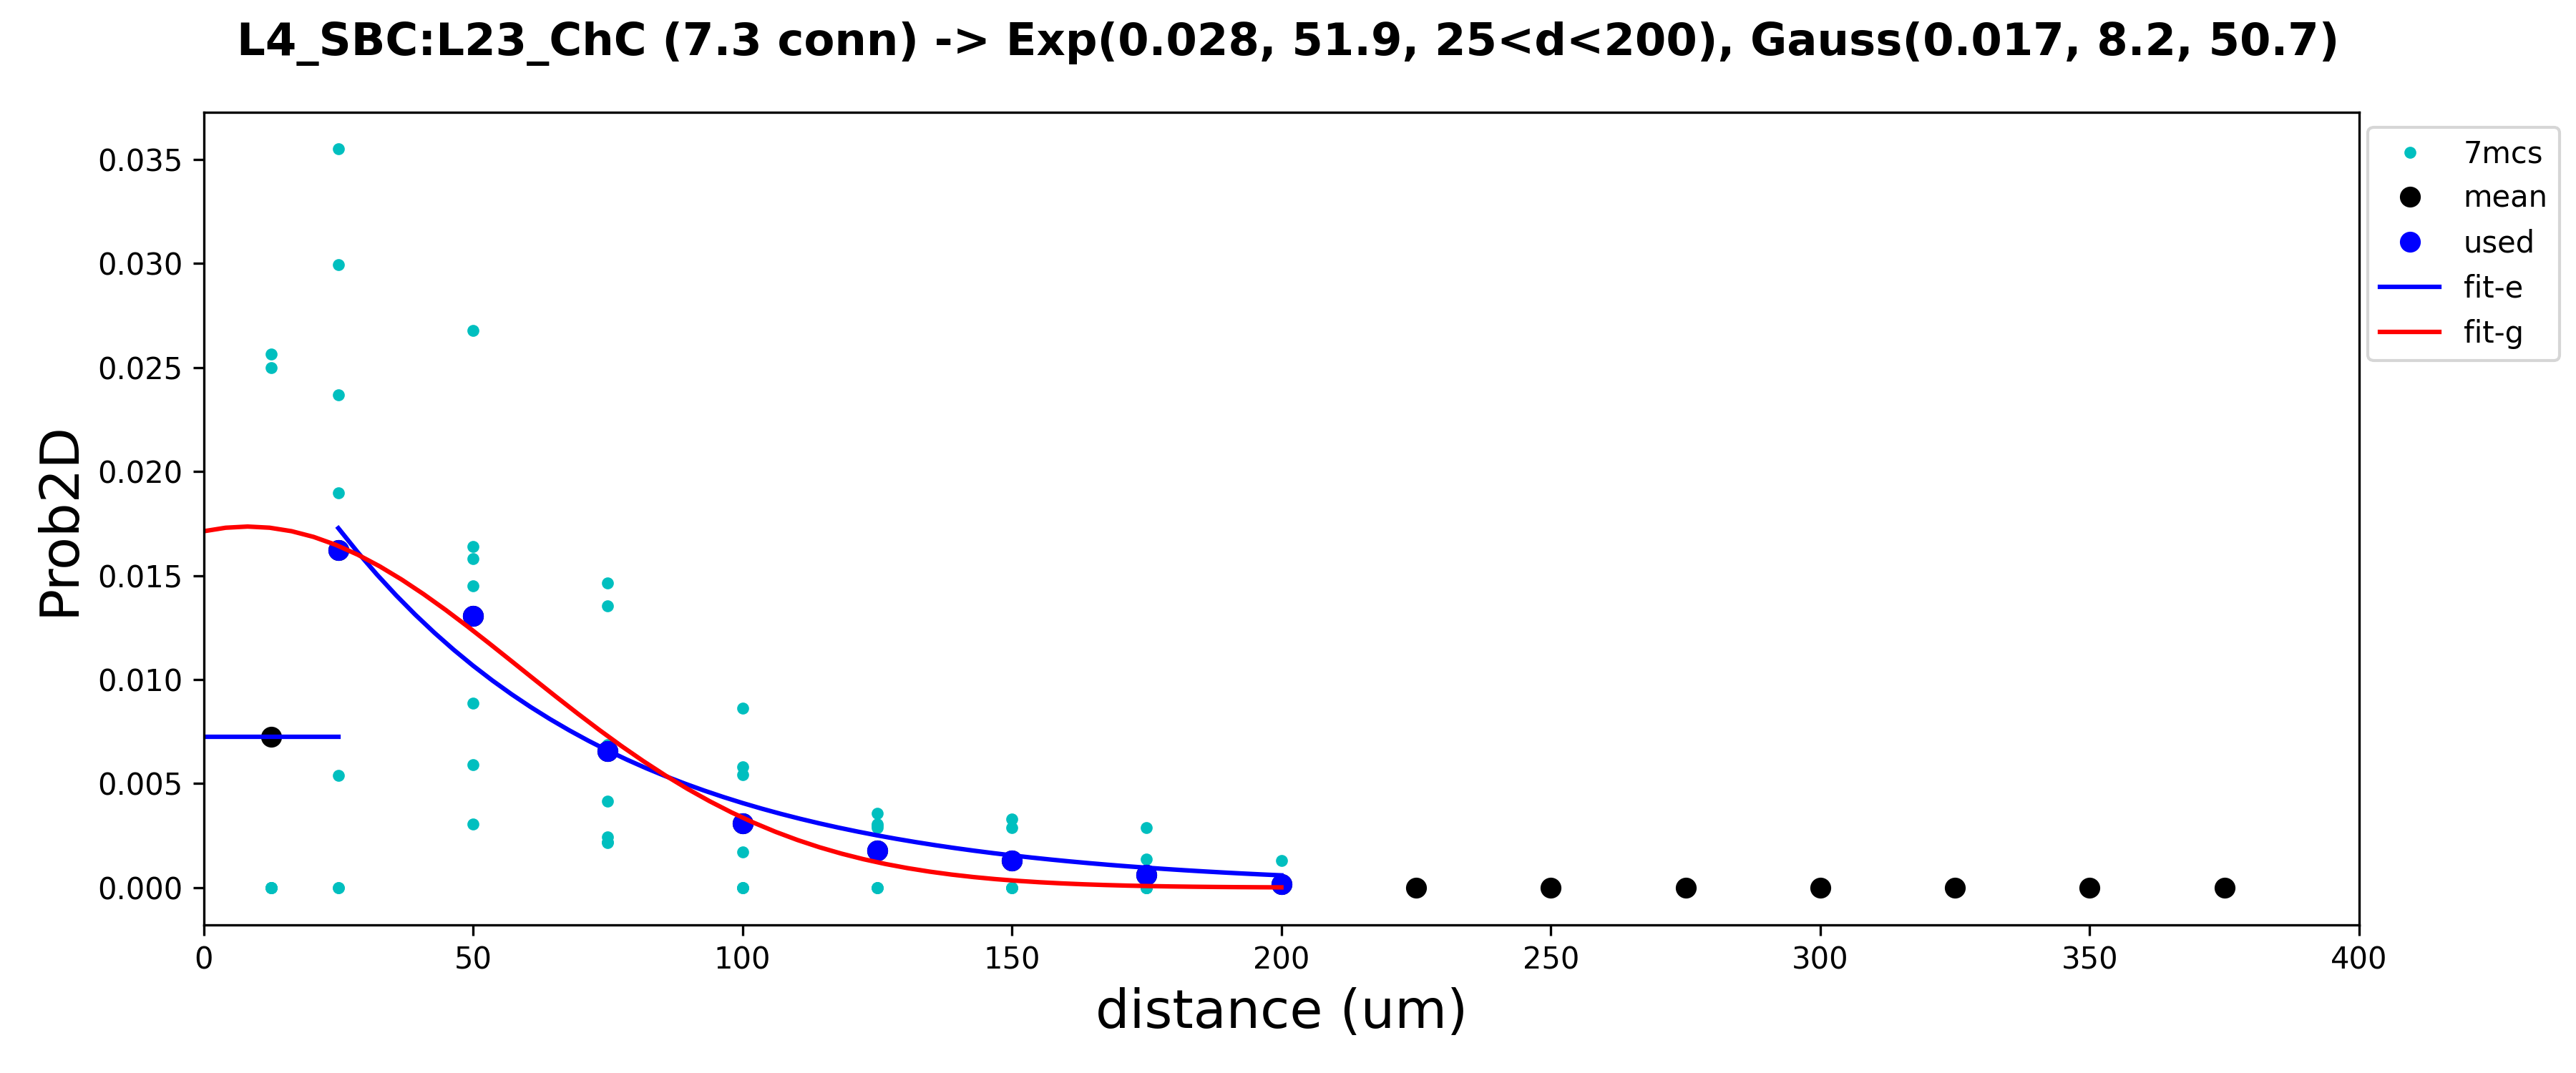 L4_SBC:L23_ChC (7.3 conn) -> Exp(0.028, 51.9, 25<d<200), Gauss(0.017, 8.2, 50.7)
Prob2D
0.035
0.030
0.025
0.020
0.015
0.010
0.005
0.000
0 50 100 150 200 250 300 350 400
distance (um)
7mcs
mean
used
fit-e
fit-g